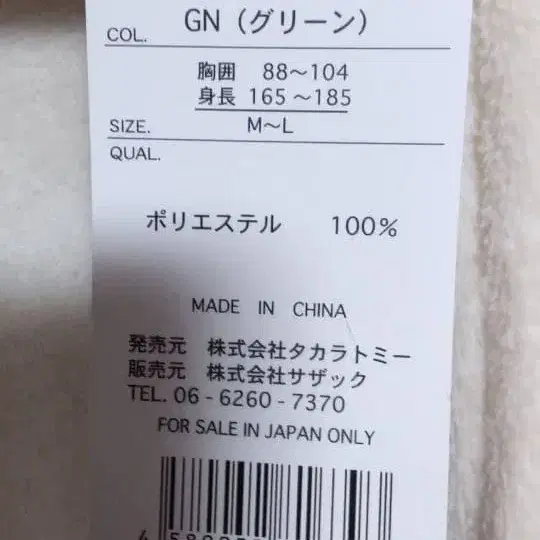 COL. GN（グリーン）
胸囲 88〜104
身長 165〜185
SIZE. M〜L
QUAL.
ポリエステル 100%
MADE IN CHINA
発売元 株式会社タカラトミー
販売元 株式会社サザック
TEL. 06 - 6260 - 7370
FOR SALE IN JAPAN ONLY